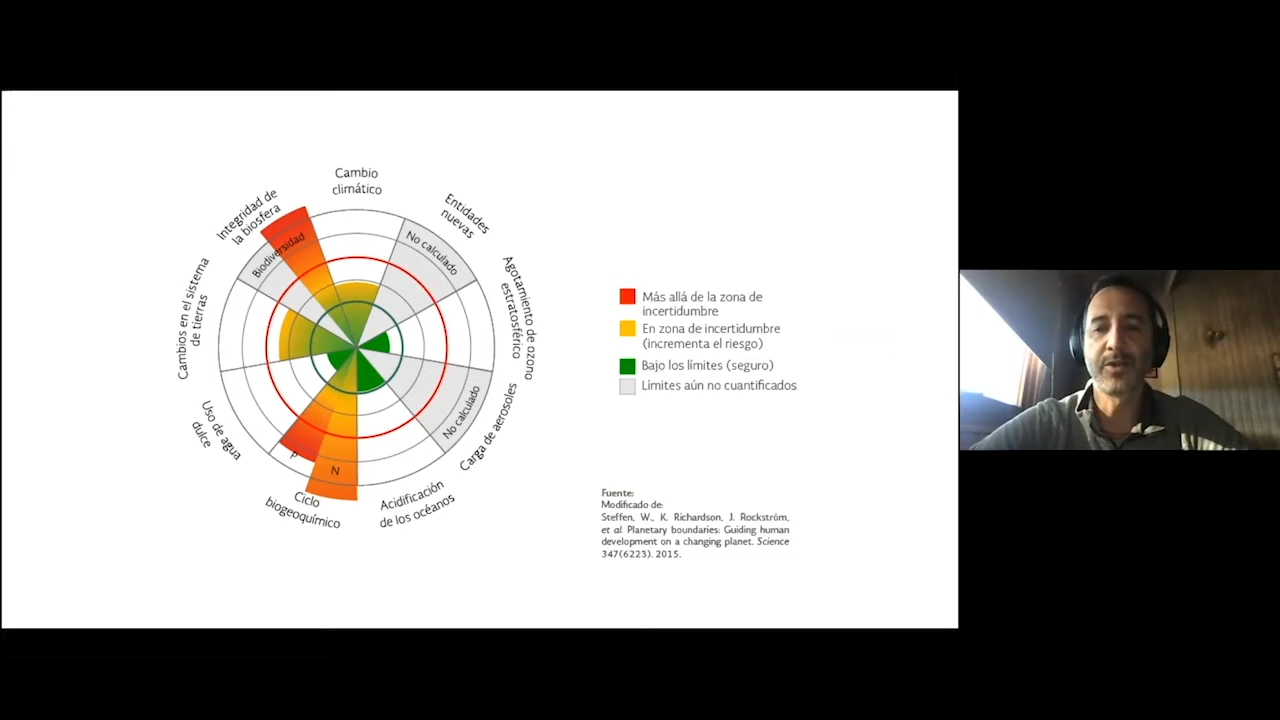 Cambio
climático
Entidades
nuevas
Integridad de
la biosfera
Biodiversidad
No calculado
Cambios en el sistema
de tierras
Agotamiento de ozono
estratosférico
Más allá de la zona de
incertidumbre
En zona de incertidumbre
(incrementa el riesgo)
Bajo los límites (seguro)
Límites aún no cuantificados
No calculado
Carga de aerosoles
Uso de agua
dulce
P
N
Ciclo
biogeoquímico
Acidificación
de los océanos
Fuente:
Modificado de:
Steffen, W., K. Richardson, J. Rockström,
et al. Planetary boundaries: Guiding human
development on a changing planet. Science
347(6223). 2015.